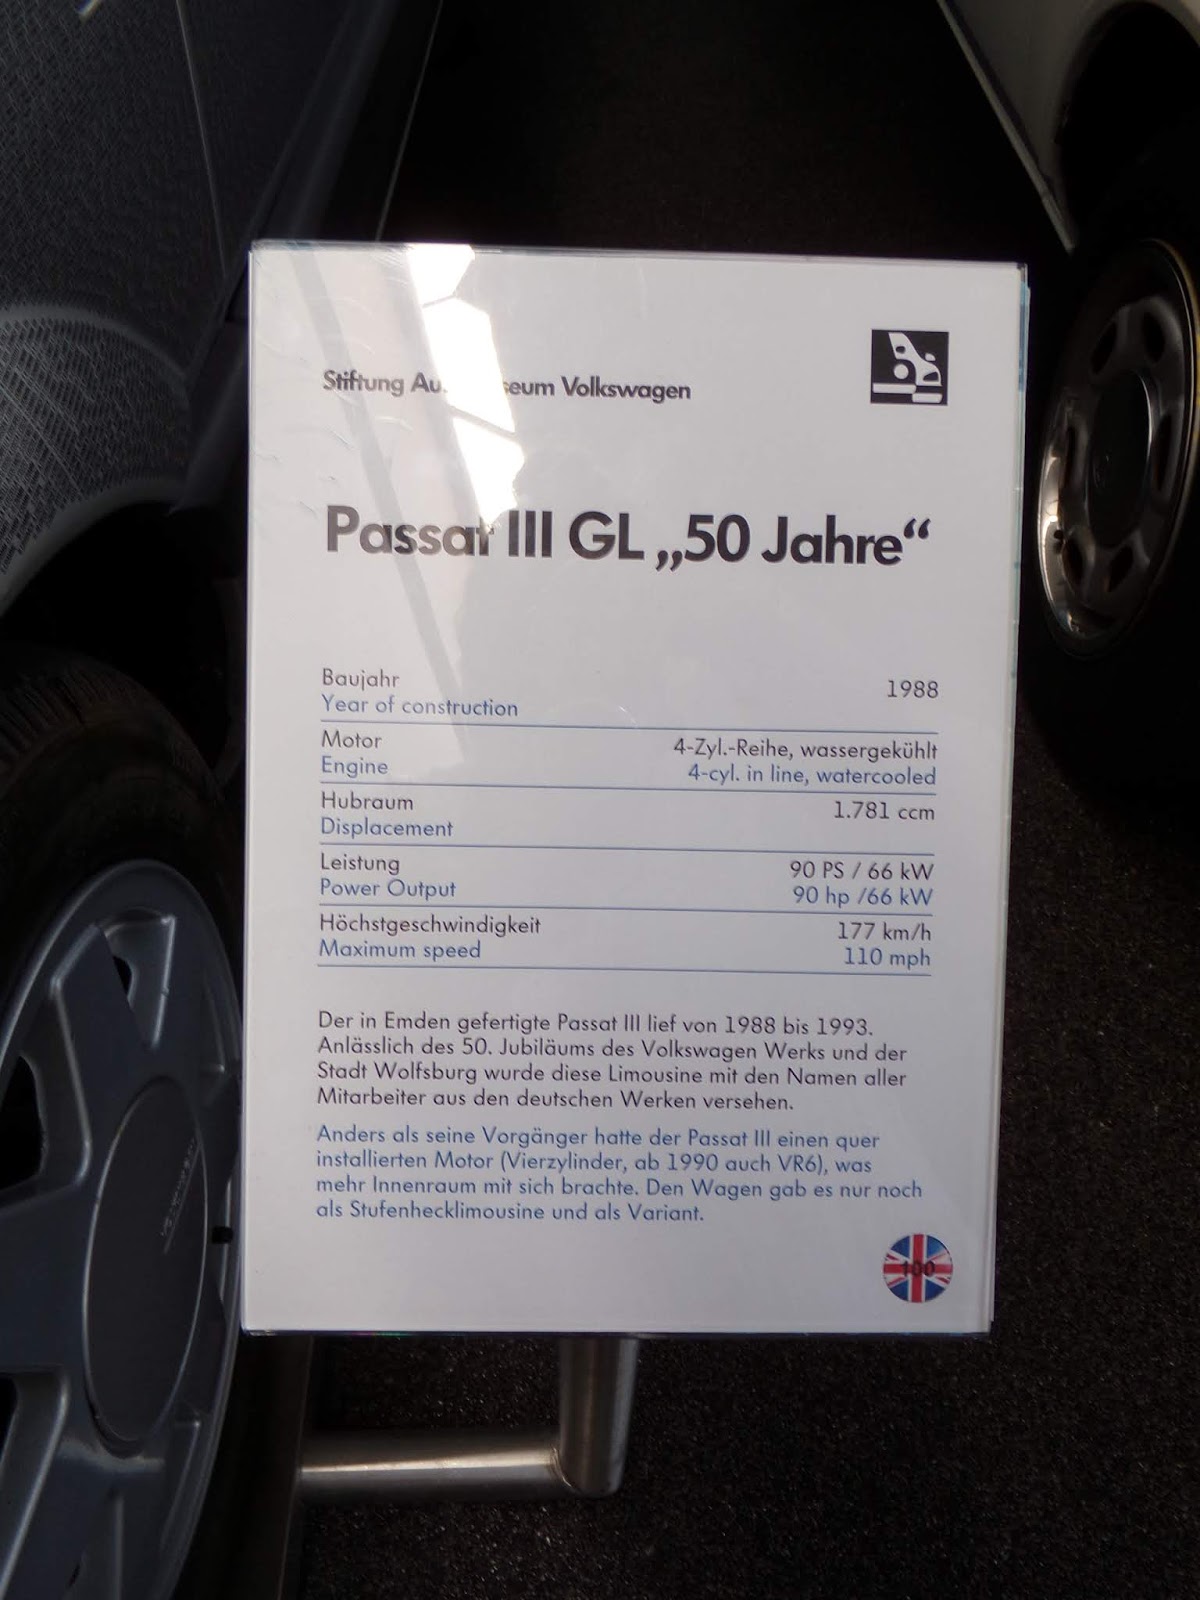 Stiftung Volkswagen
Passat III GL „50 Jahre“
Baujahr 1988
Year of construction
Motor 4-Zyl.-Reihe, wassergekühlt
Engine 4-cyl. in line, watercooled
Hubraum 1.781 ccm
Displacement
Leistung 90 PS / 66 kW
Power Output 90 hp /66 kW
Höchstgeschwindigkeit 177 km/h
Maximum speed 110 mph
Der in Emden gefertigte Passat III lief von 1988 bis 1993.
Anlässlich des 50. Jubiläums des Volkswagen Werks und der
Stadt Wolfsburg wurde diese Limousine mit den Namen aller
Mitarbeiter aus den deutschen Werken versehen.
Anders als seine Vorgänger hatte der Passat III einen quer
installierten Motor (Vierzylinder, ab 1990 auch VR6), was
mehr Innenraum mit sich brachte. Den Wagen gab es nur noch
als Stufenhecklimousine und als Variant.
100